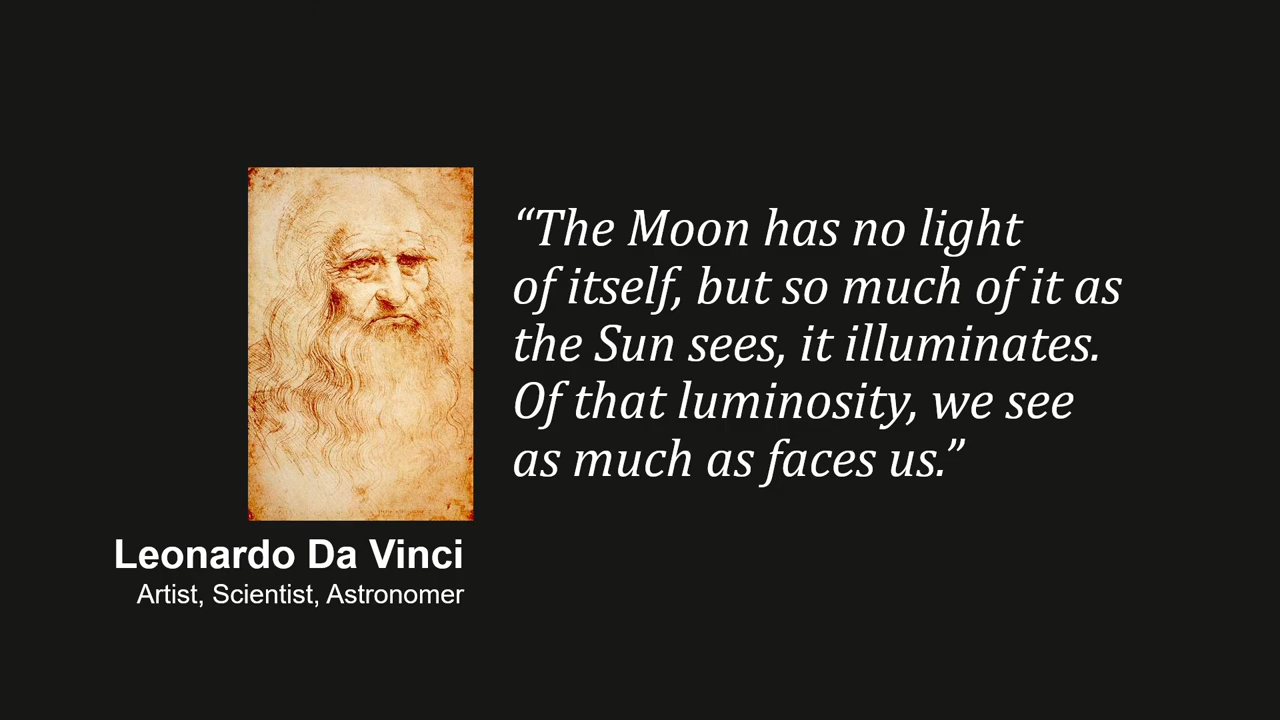 “The Moon has no light
of itself, but so much of it as
the Sun sees, it illuminates.
Of that luminosity, we see
as much as faces us.”
Leonardo Da Vinci
Artist, Scientist, Astronomer